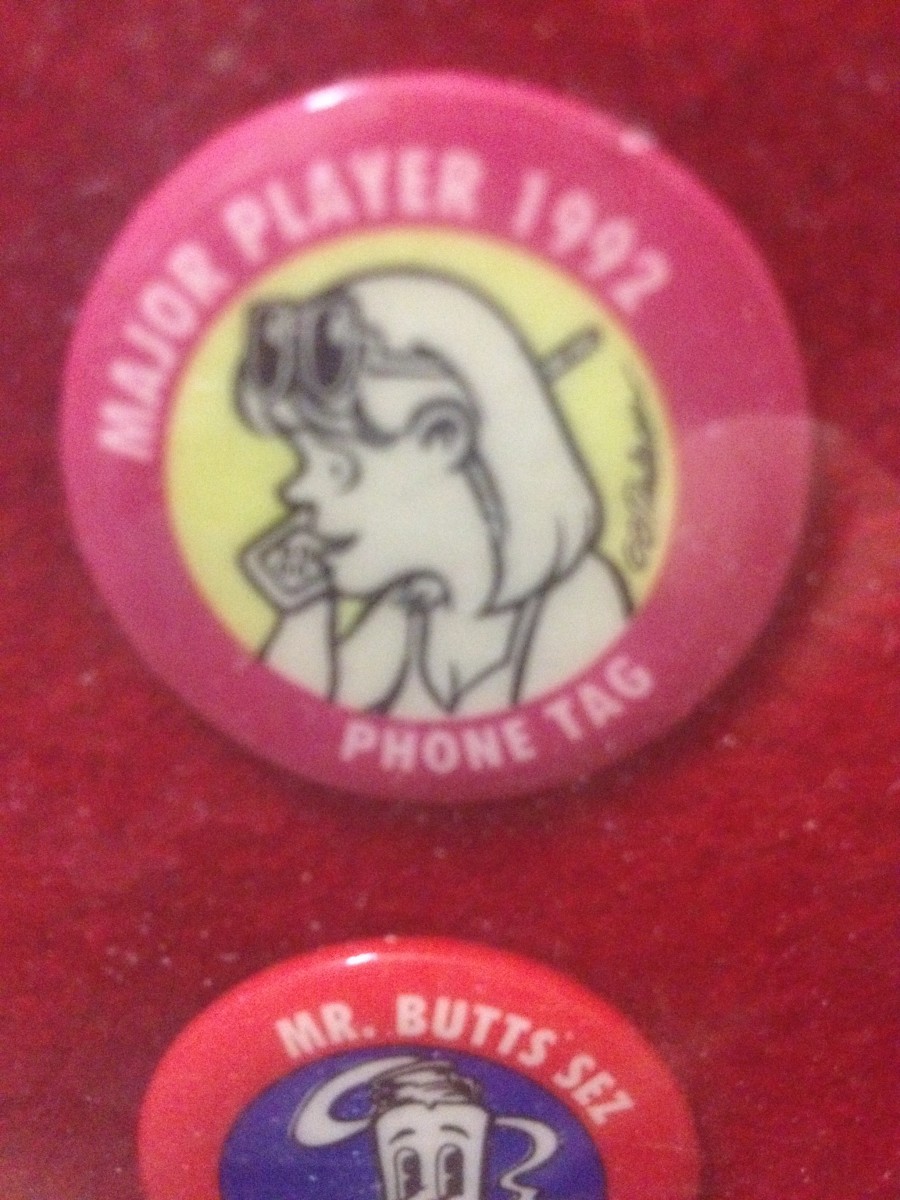 MAJOR PLAYER 1992
PHONE TAG
MR. BUTTS SEZ